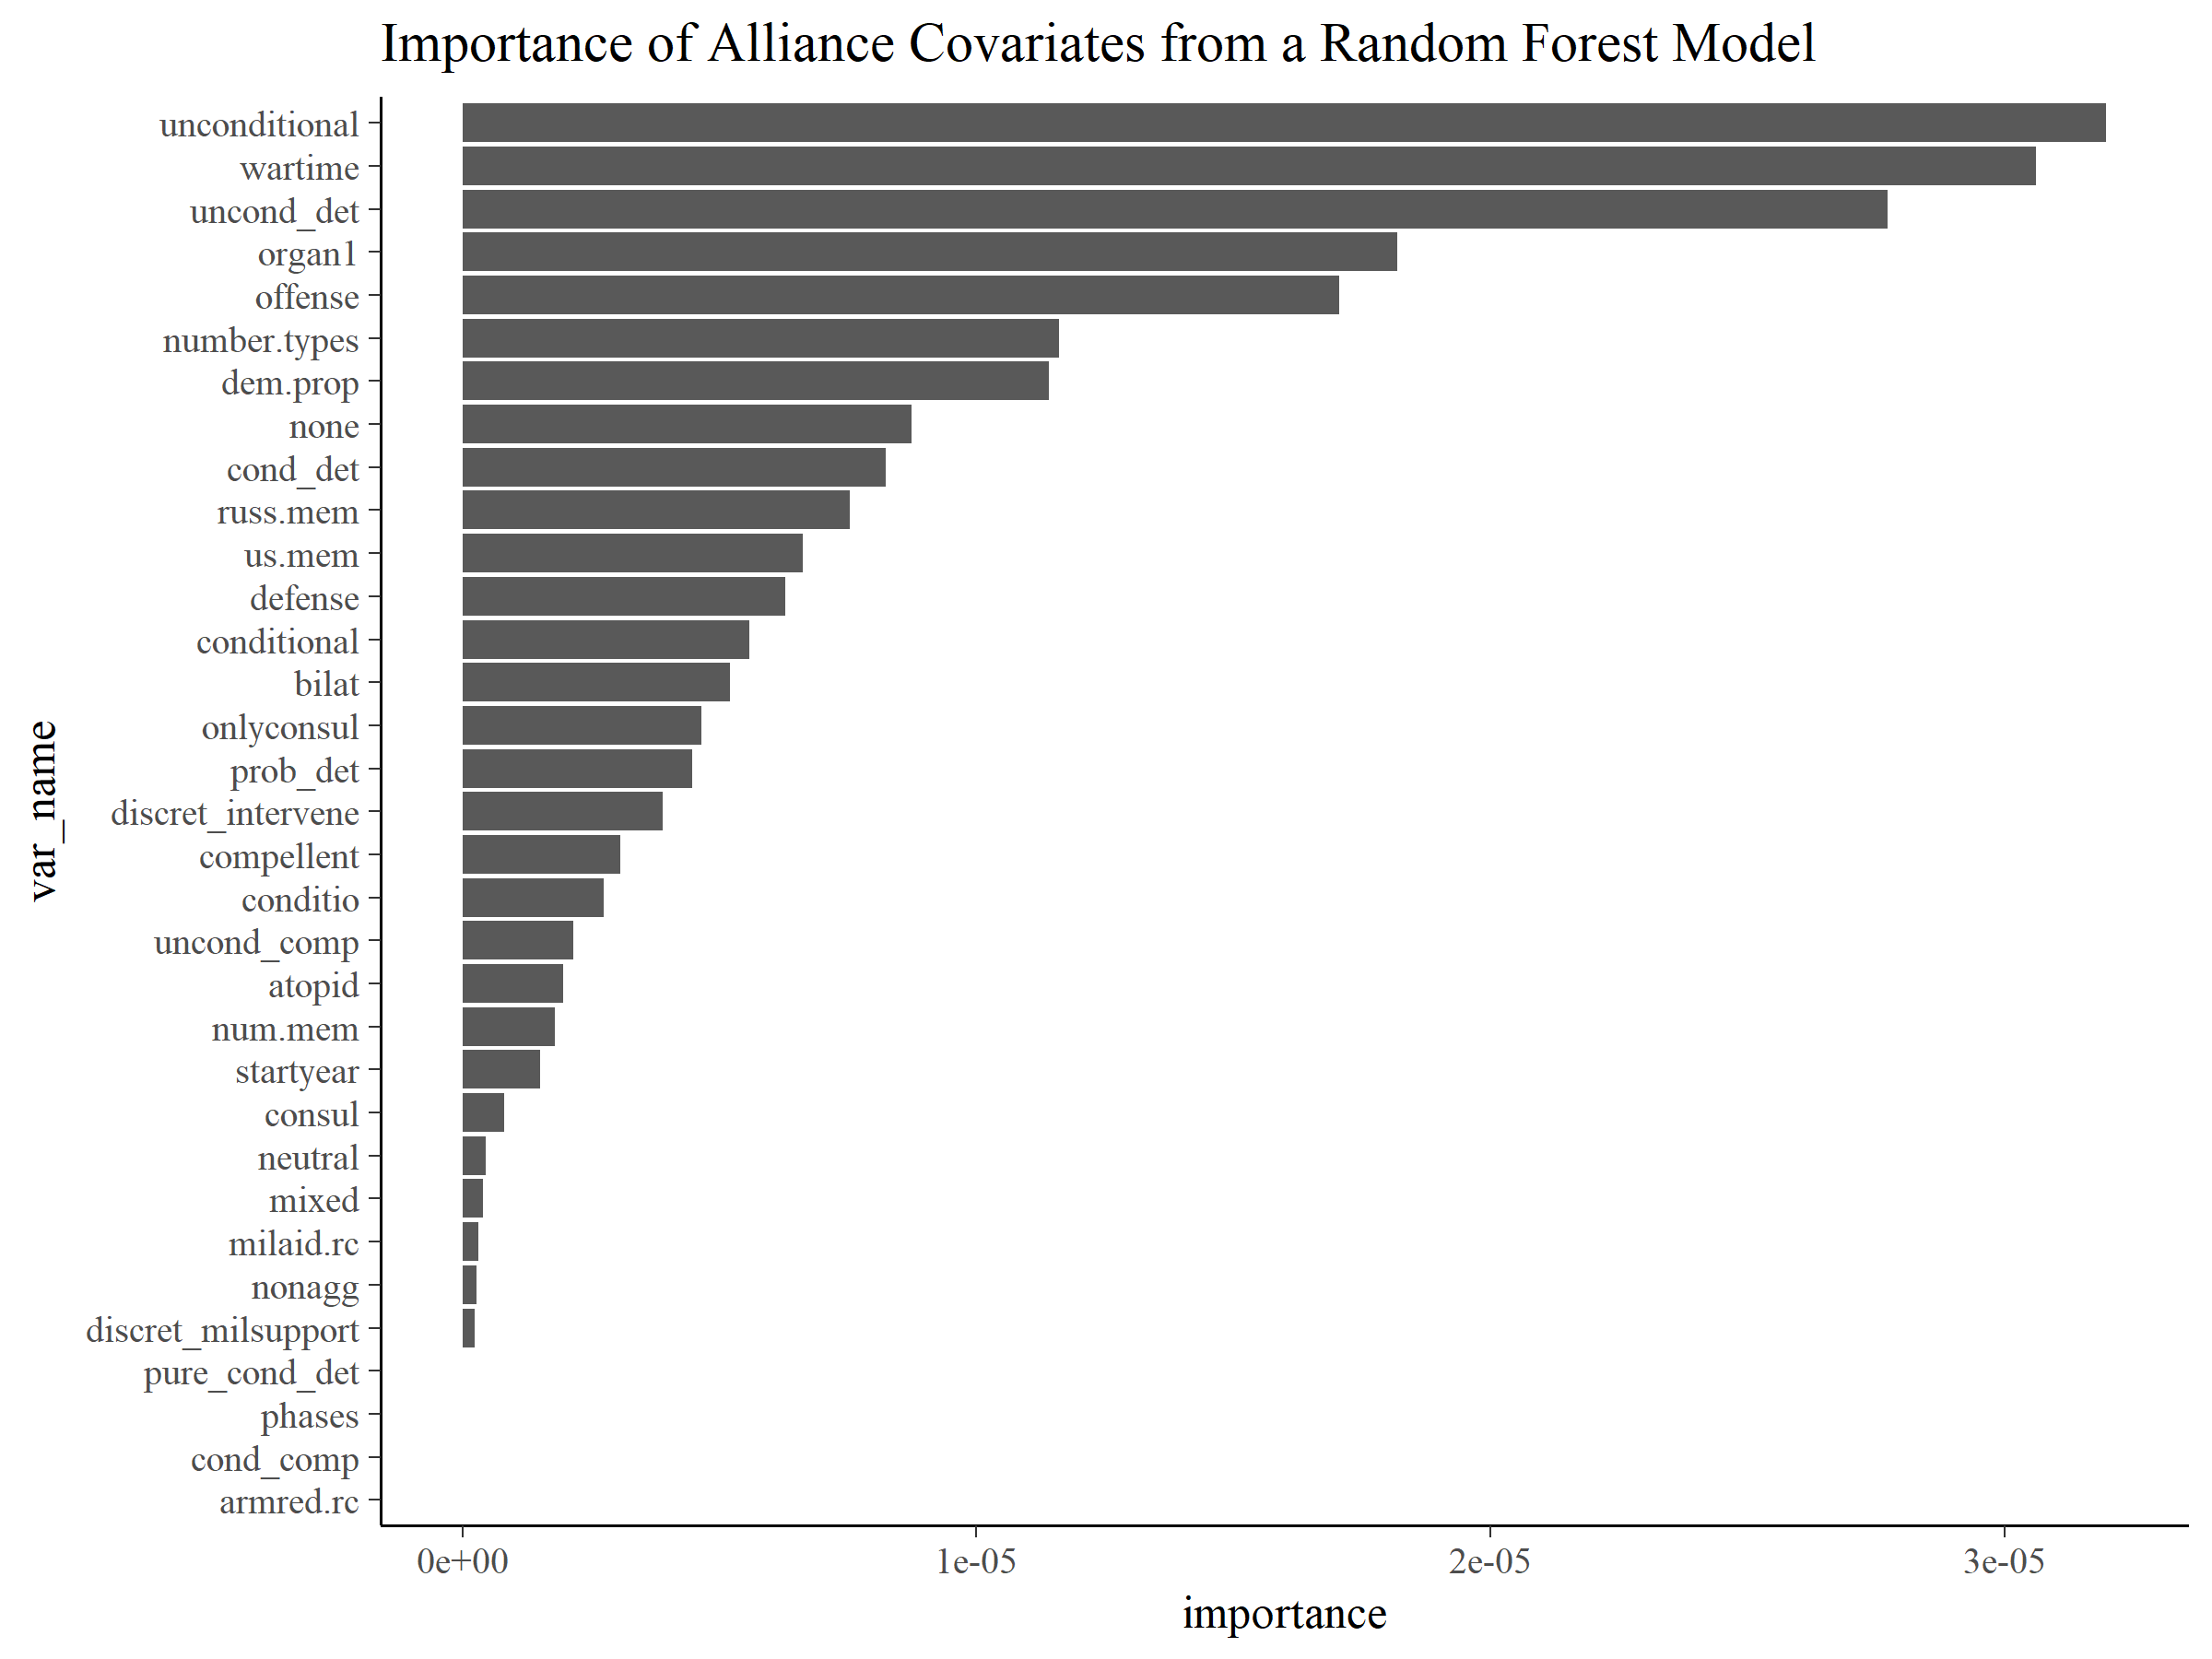 Importance of Alliance Covariates from a Random Forest Model
unconditional
wartime
uncond_det
organ1
offense
number.types
dem.prop
none
cond_det
russ.mem
us.mem
defense
conditional
bilat
onlyconsul
prob_det
discret_intervene
compellent
conditio
uncond_comp
atopid
num.mem
startyear
consul
neutral
mixed
milaid.rc
nonagg
discret_milsupport
pure_cond_det
phases
cond_comp
armred.rc
var_name
0e+00 1e-05 2e-05 3e-05
importance